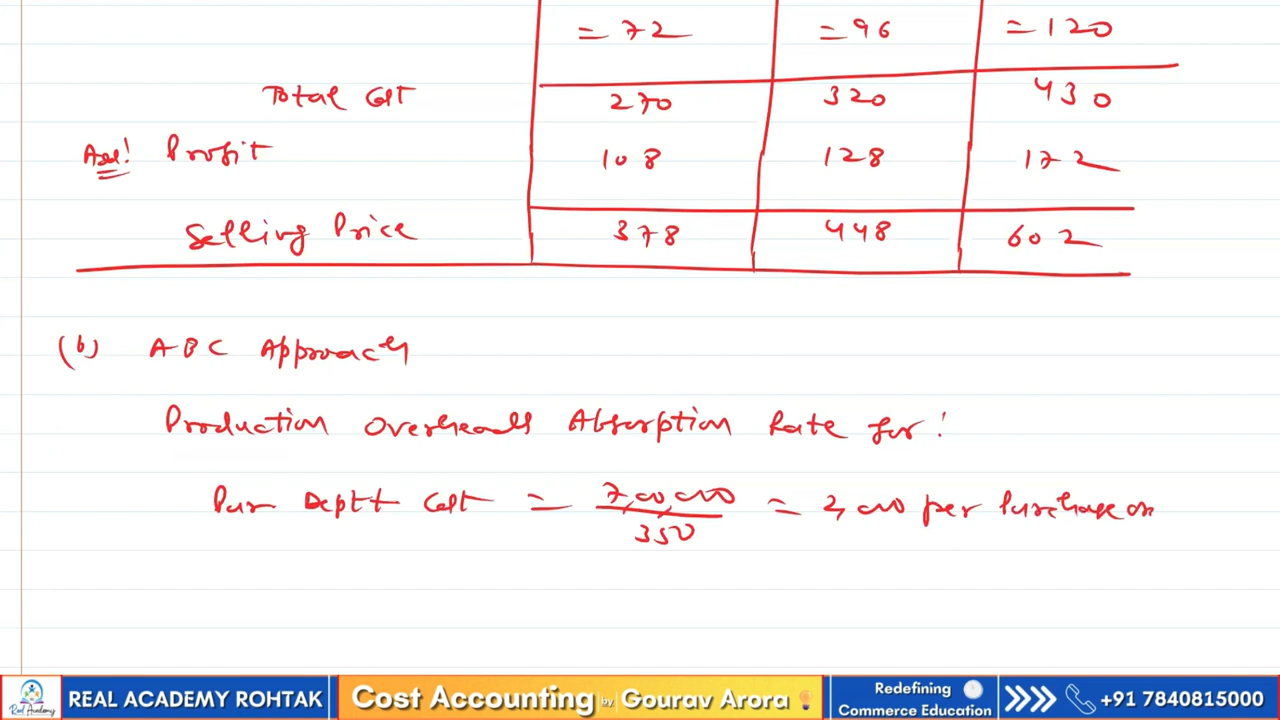 = 72 = 96 = 120
Total Cost 270 320 430
Add: Profit 108 128 172
Selling Price 378 448 602
(b) ABC Approach
Production Overheads Absorption Rate for:
Pur Deptt Cost = 7,00,000 / 350 = 2,000 per Purchase or
Real Academy
REAL ACADEMY ROHTAK
Cost Accounting by Gourav Arora
Redefining
Commerce Education
+91 7840815000